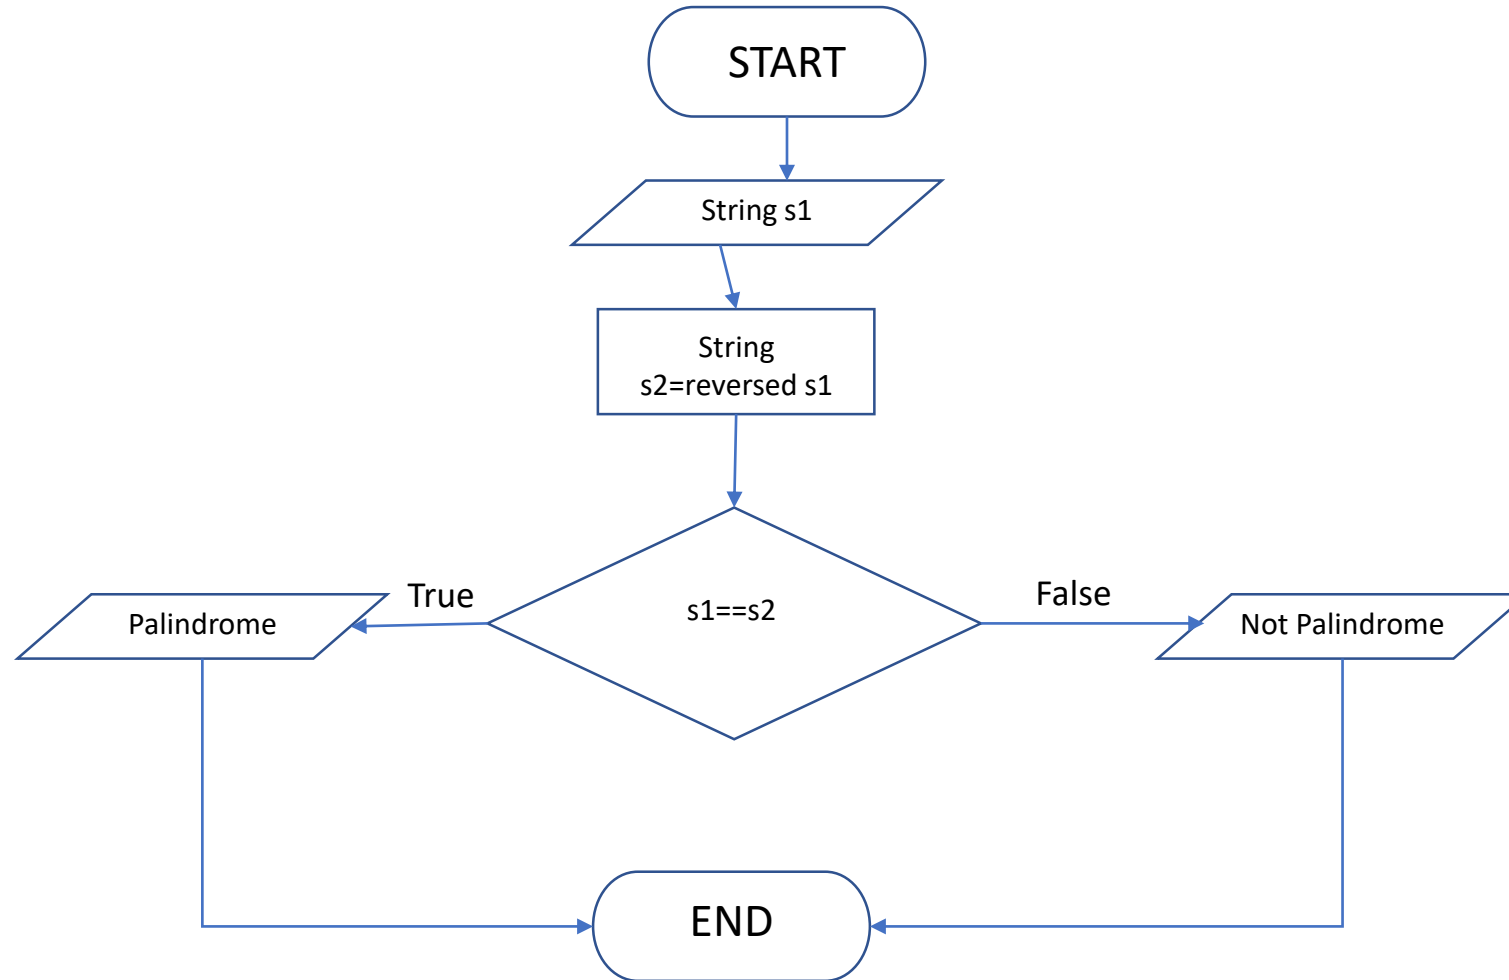 START
String s1
String
s2=reversed s1
s1==s2
True
False
Palindrome
Not Palindrome
END